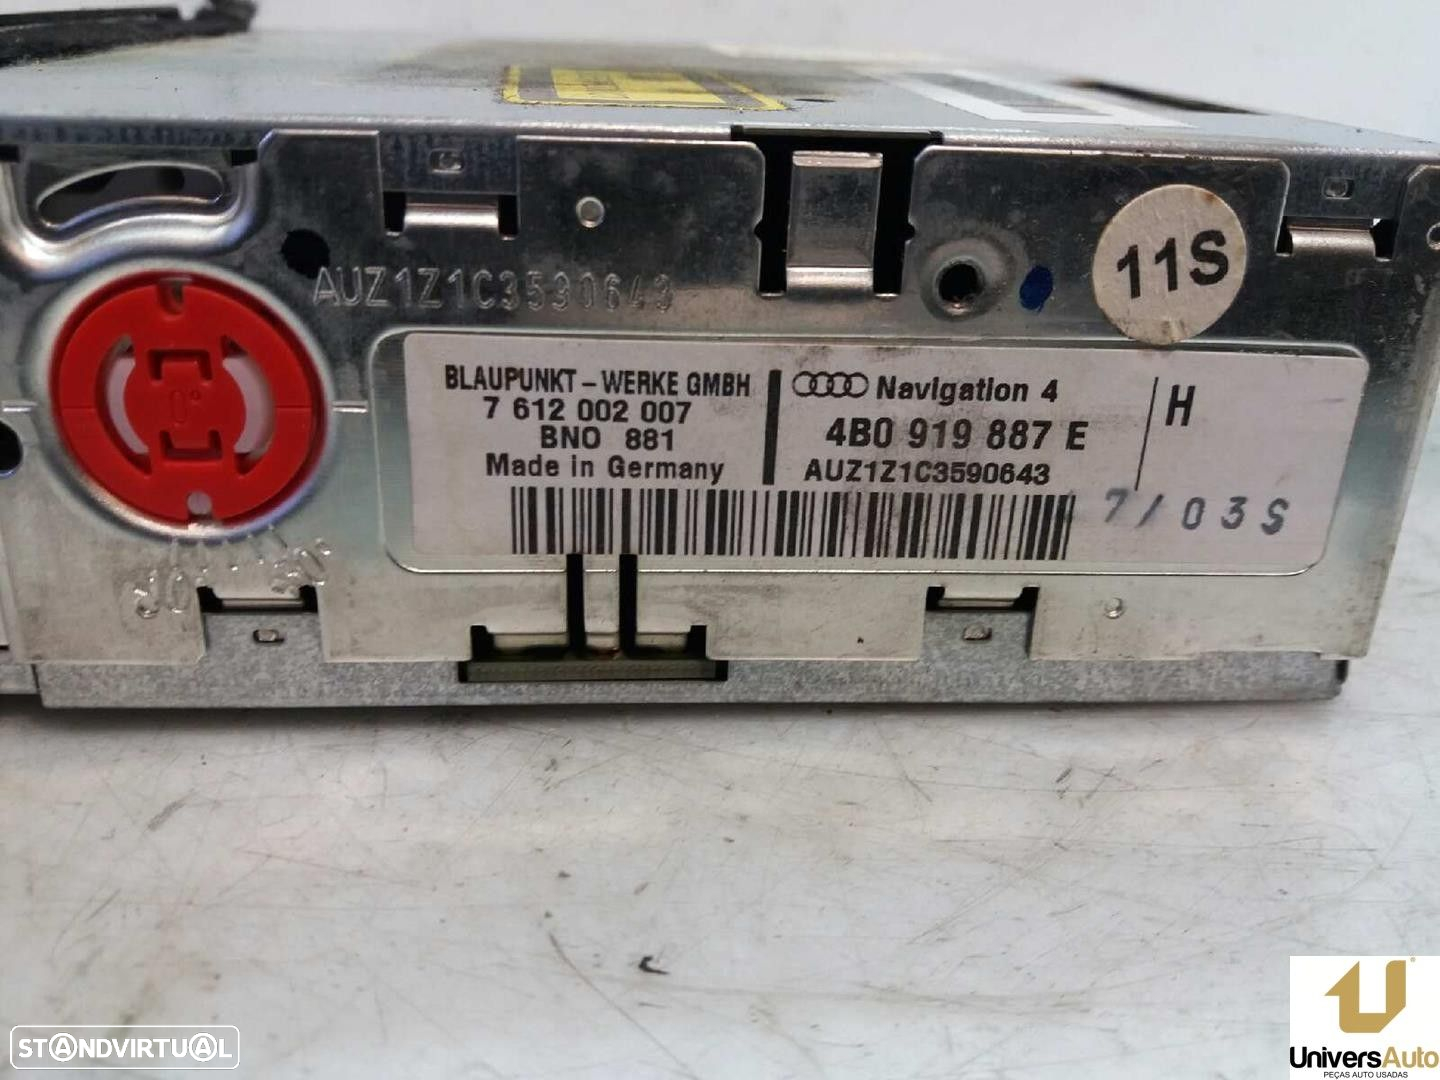 11S
AUZ1Z1C3590643
0°
BLAUPUNKT - WERKE GMBH
7 612 002 007
BNO 881
Made in Germany
Navigation 4
4B0 919 887 E
AUZ1Z1C3590643
H
7/03S
STANDVIRTUAL
UniversAuto
PEÇAS AUTO USADAS